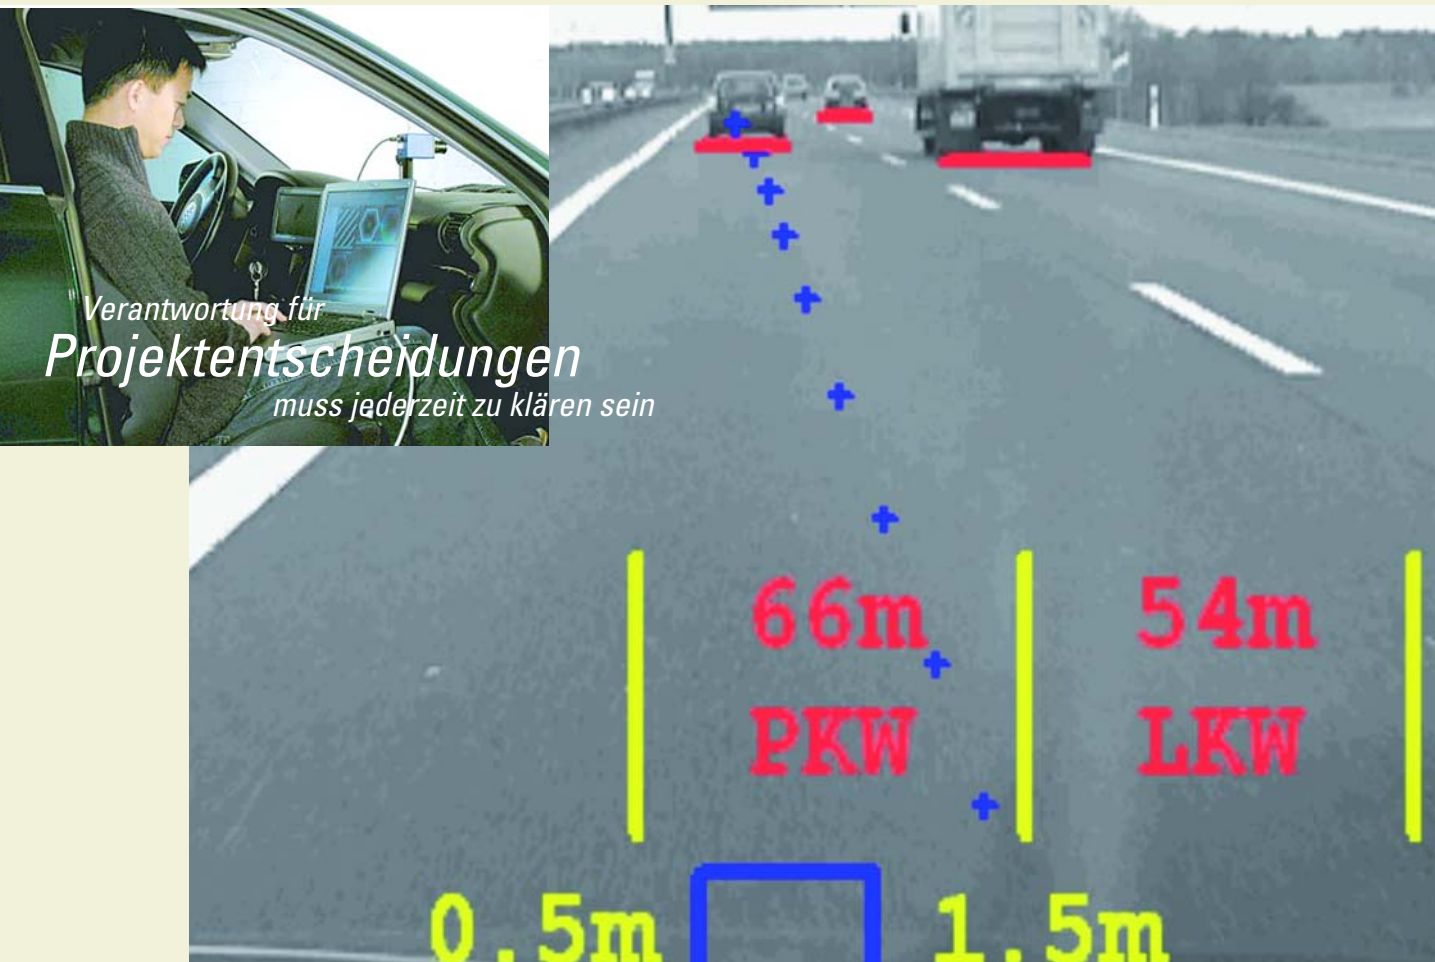 Verantwortung für
Projektentscheidungen
muss jederzeit zu klären sein
66m
54m
PKW
LKW
0.5m
1.5m